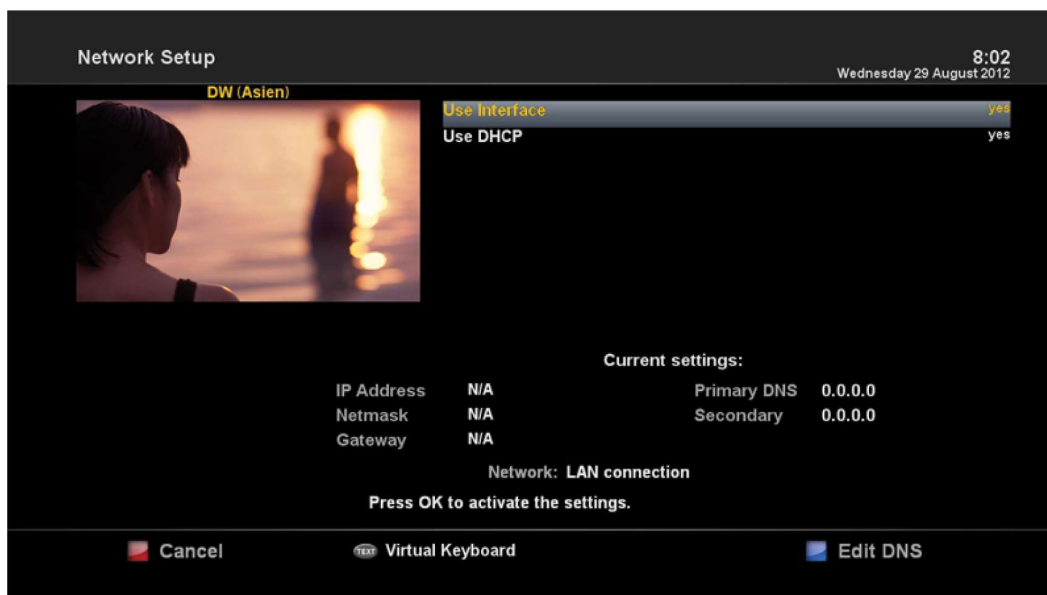 Network Setup
8:02
Wednesday 29 August 2012
DW (Asien)
Use Interface yes
Use DHCP yes
Current settings:
IP Address N/A Primary DNS 0.0.0.0
Netmask N/A Secondary 0.0.0.0
Gateway N/A
Network: LAN connection
Press OK to activate the settings.
Cancel TEXT Virtual Keyboard Edit DNS